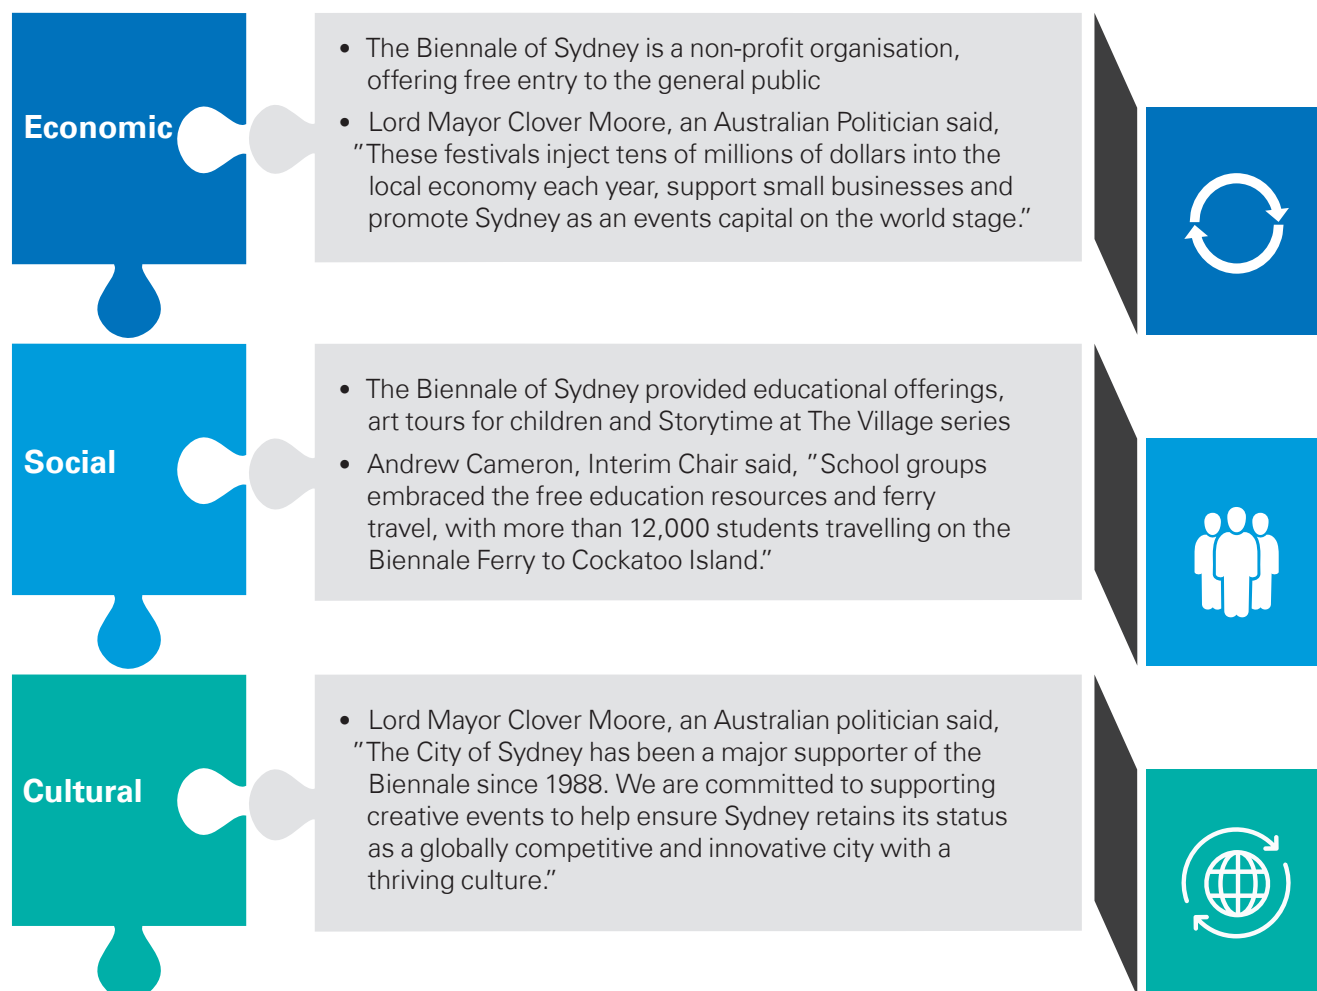 Economic
• The Biennale of Sydney is a non-profit organisation,
offering free entry to the general public
• Lord Mayor Clover Moore, an Australian Politician said,
”These festivals inject tens of millions of dollars into the
local economy each year, support small businesses and
promote Sydney as an events capital on the world stage.”
Social
• The Biennale of Sydney provided educational offerings,
art tours for children and Storytime at The Village series
• Andrew Cameron, Interim Chair said, ”School groups
embraced the free education resources and ferry
travel, with more than 12,000 students travelling on the
Biennale Ferry to Cockatoo Island.”
Cultural
• Lord Mayor Clover Moore, an Australian politician said,
”The City of Sydney has been a major supporter of the
Biennale since 1988. We are committed to supporting
creative events to help ensure Sydney retains its status
as a globally competitive and innovative city with a
thriving culture.”